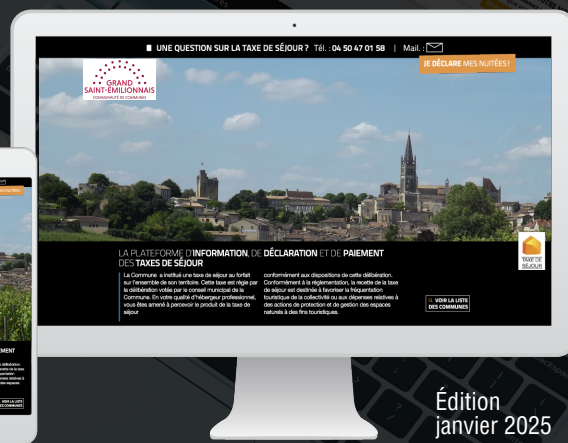 UNE QUESTION SUR LA TAXE DE SÉJOUR ? Tél. : 04 50 47 01 58 | Mail. :
JE DÉCLARE MES NUITÉES !
GRAND
SAINT-ÉMILIONNAIS
COMMUNAUTÉ DE COMMUNES
LA PLATEFORME D'INFORMATION, DE DÉCLARATION ET DE PAIEMENT
DES TAXES DE SÉJOUR
La Commune a institué une taxe de séjour au forfait
sur l'ensemble de son territoire. Cette taxe est régie par
la délibération votée par le conseil municipal de la
Commune. En votre qualité d'hébergeur professionnel,
vous êtes amené à percevoir le produit de la taxe de
séjour
conformément aux dispositions de cette délibération.
Conformément à la réglementation, la recette de la taxe
de séjour est destinée à favoriser la fréquentation
touristique de la collectivité ou aux dépenses relatives à
des actions de protection et de gestion des espaces
naturels à des fins touristiques.
TAXE DE
SÉJOUR
VOIR LA LISTE
DES COMMUNES
Édition
janvier 2025